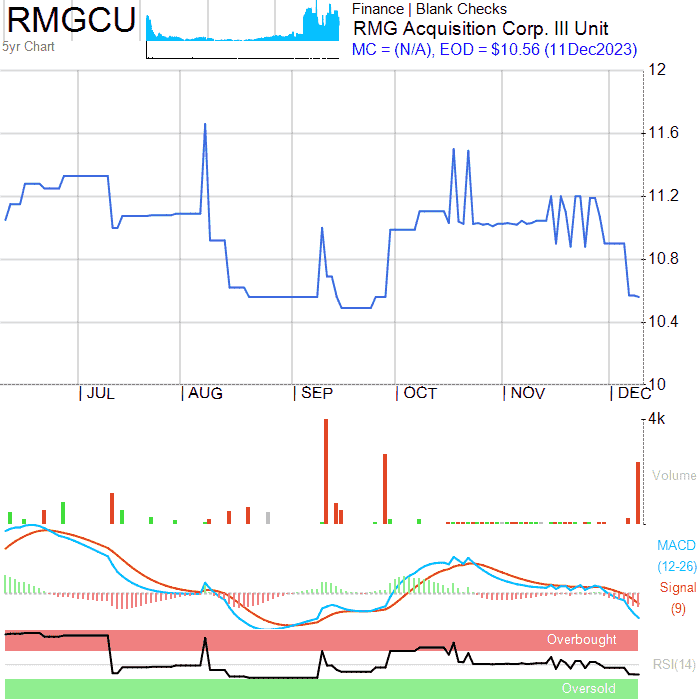 RMGCU
5yr Chart
Finance | Blank Checks
RMG Acquisition Corp. III Unit
MC = (N/A), EOD = $10.56 (11Dec2023)
12
11.6
11.2
10.8
10.4
10
JUL AUG SEP OCT NOV DEC
4k
Volume
MACD
(12-26)
Signal
(9)
Overbought
RSI(14)
Oversold